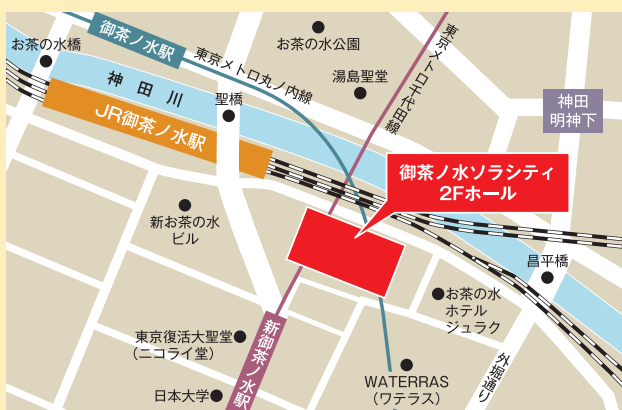 御茶ノ水駅
お茶の水橋
お茶の水公園
東京メトロ丸ノ内線
東京メトロ千代田線
湯島聖堂
神田川
聖橋
JR御茶ノ水駅
神田
明神下
御茶ノ水ソラシティ
2Fホール
新お茶の水
ビル
昌平橋
お茶の水
ホテル
ジュラク
東京復活大聖堂
(ニコライ堂)
新御茶ノ水駅
外堀通り
WATERRAS
(ワテラス)
日本大学